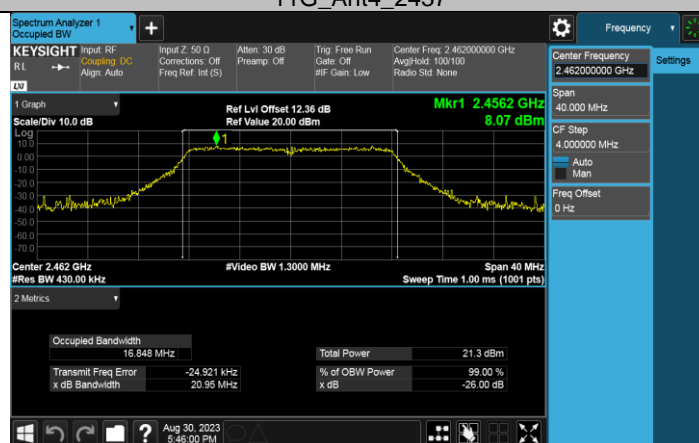 11G_Ant4_2437
Spectrum Analyzer 1
Occupied BW
Frequency
Settings
KEYSIGHT
RL
LXI
Input: RF
Coupling: DC
Align: Auto
Input Z: 50 Ω
Corrections: Off
Freq Ref: Int (S)
Atten: 30 dB
Preamp: Off
Trig: Free Run
Gate: Off
#IF Gain: Low
Center Freq: 2.462000000 GHz
Avg|Hold: 100/100
Radio Std: None
Center Frequency
2.462000000 GHz
Span
40.000 MHz
CF Step
4.000000 MHz
Auto
Man
Freq Offset
0 Hz
1 Graph
Scale/Div 10.0 dB
Ref Lvl Offset 12.36 dB
Ref Value 20.00 dBm
Mkr1 2.4562 GHz
8.07 dBm
Log
10.0
0.00
-10.0
-20.0
-30.0
-40.0
-50.0
-60.0
-70.0
1
Center 2.462 GHz
#Res BW 430.00 kHz
#Video BW 1.3000 MHz
Span 40 MHz
Sweep Time 1.00 ms (1001 pts)
2 Metrics
Occupied Bandwidth
16.848 MHz
Total Power 21.3 dBm
Transmit Freq Error -24.921 kHz
% of OBW Power 99.00 %
x dB Bandwidth 20.95 MHz
x dB -26.00 dB
?
Aug 30, 2023
5:46:00 PM